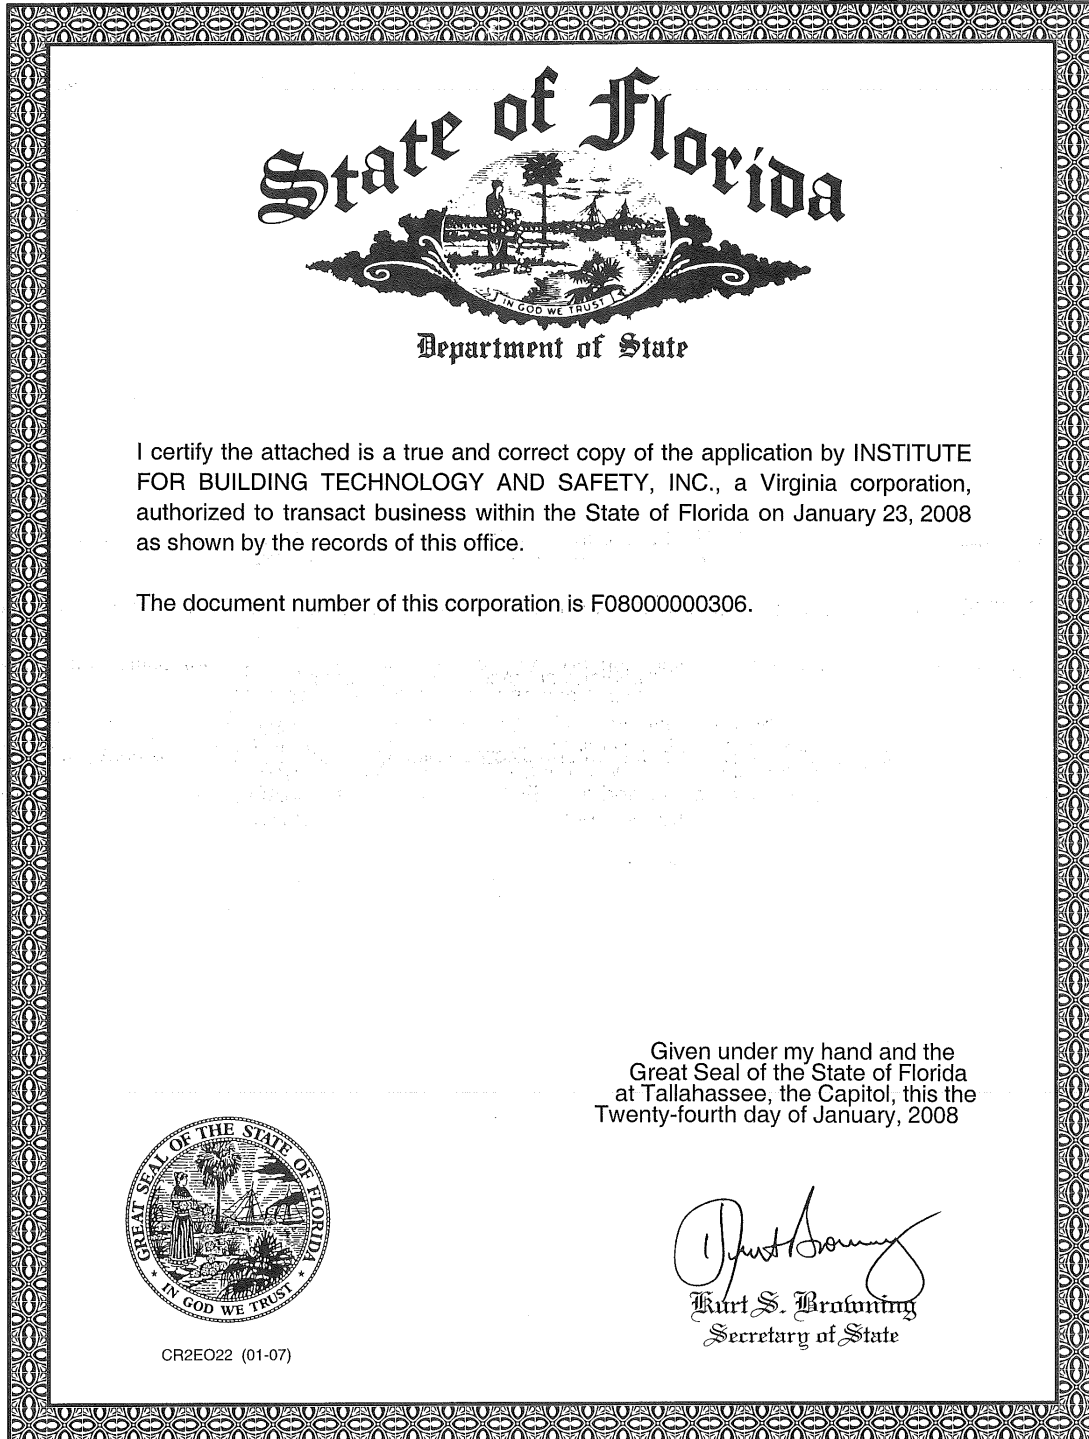 State of Florida
IN GOD WE TRUST
Department of State
I certify the attached is a true and correct copy of the application by INSTITUTE
FOR BUILDING TECHNOLOGY AND SAFETY, INC., a Virginia corporation,
authorized to transact business within the State of Florida on January 23, 2008
as shown by the records of this office.
The document number of this corporation is F08000000306.
Given under my hand and the
Great Seal of the State of Florida
at Tallahassee, the Capitol, this the
Twenty-fourth day of January, 2008
GREAT SEAL OF THE STATE OF FLORIDA
IN GOD WE TRUST
Kurt Browning
Kurt S. Browning
Secretary of State
CR2EO22 (01-07)